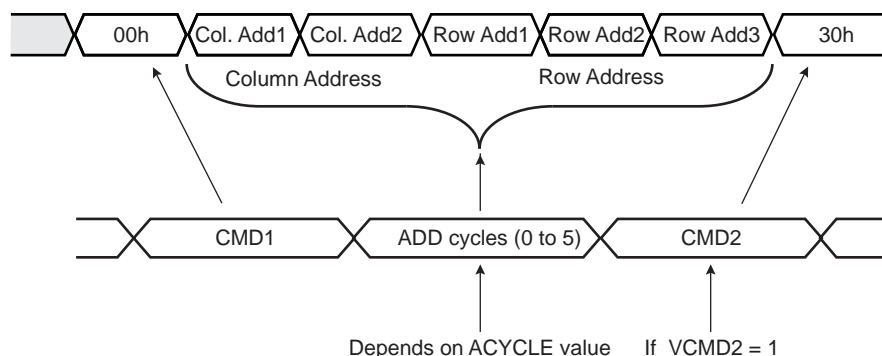 00h Col. Add1 Col. Add2 Row Add1 Row Add2 Row Add3 30h
Column Address Row Address
CMD1 ADD cycles (0 to 5) CMD2
Depends on ACYCLE value If VCMD2 = 1